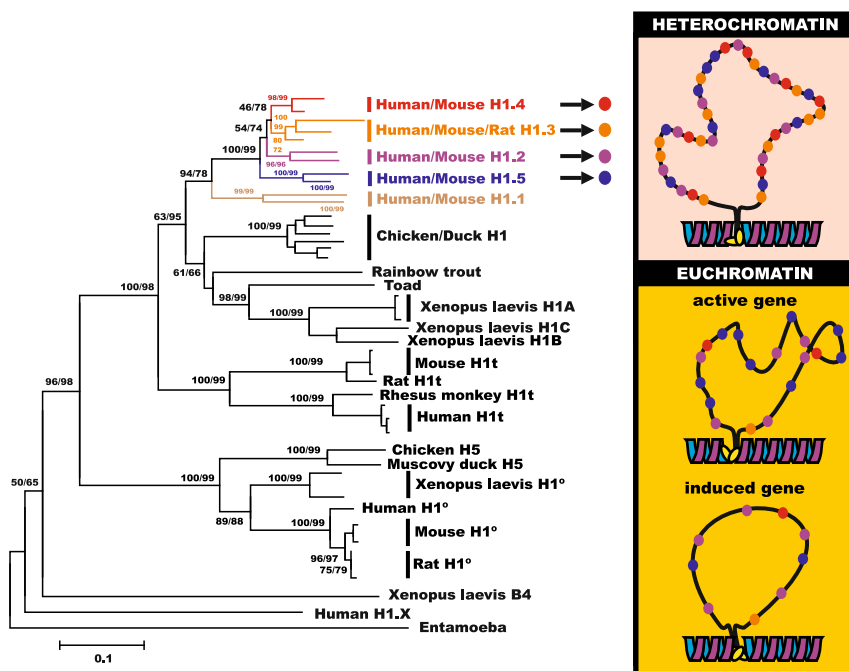 HETEROCHROMATIN
98/99
46/78
Human/Mouse H1.4
100
99
54/74
Human/Mouse/Rat H1.3
80
72
100/99
Human/Mouse H1.2
96/96
100/99
Human/Mouse H1.5
94/78
100/99
99/99
Human/Mouse H1.1
100/99
63/95
100/99
Chicken/Duck H1
61/66
Rainbow trout
EUCHROMATIN
100/98
Toad
98/99
active gene
100/99
Xenopus laevis H1A
Xenopus laevis H1C
Xenopus laevis H1B
100/99
Mouse H1t
96/98
100/99
Rat H1t
100/99
Rhesus monkey H1t
Human H1t
100/99
Chicken H5
Muscovy duck H5
100/99
100/99
Xenopus laevis H1º
50/65
induced gene
Human H1º
89/88
100/99
Mouse H1º
96/97
Rat H1º
75/79
Xenopus laevis B4
Human H1.X
Entamoeba
0.1